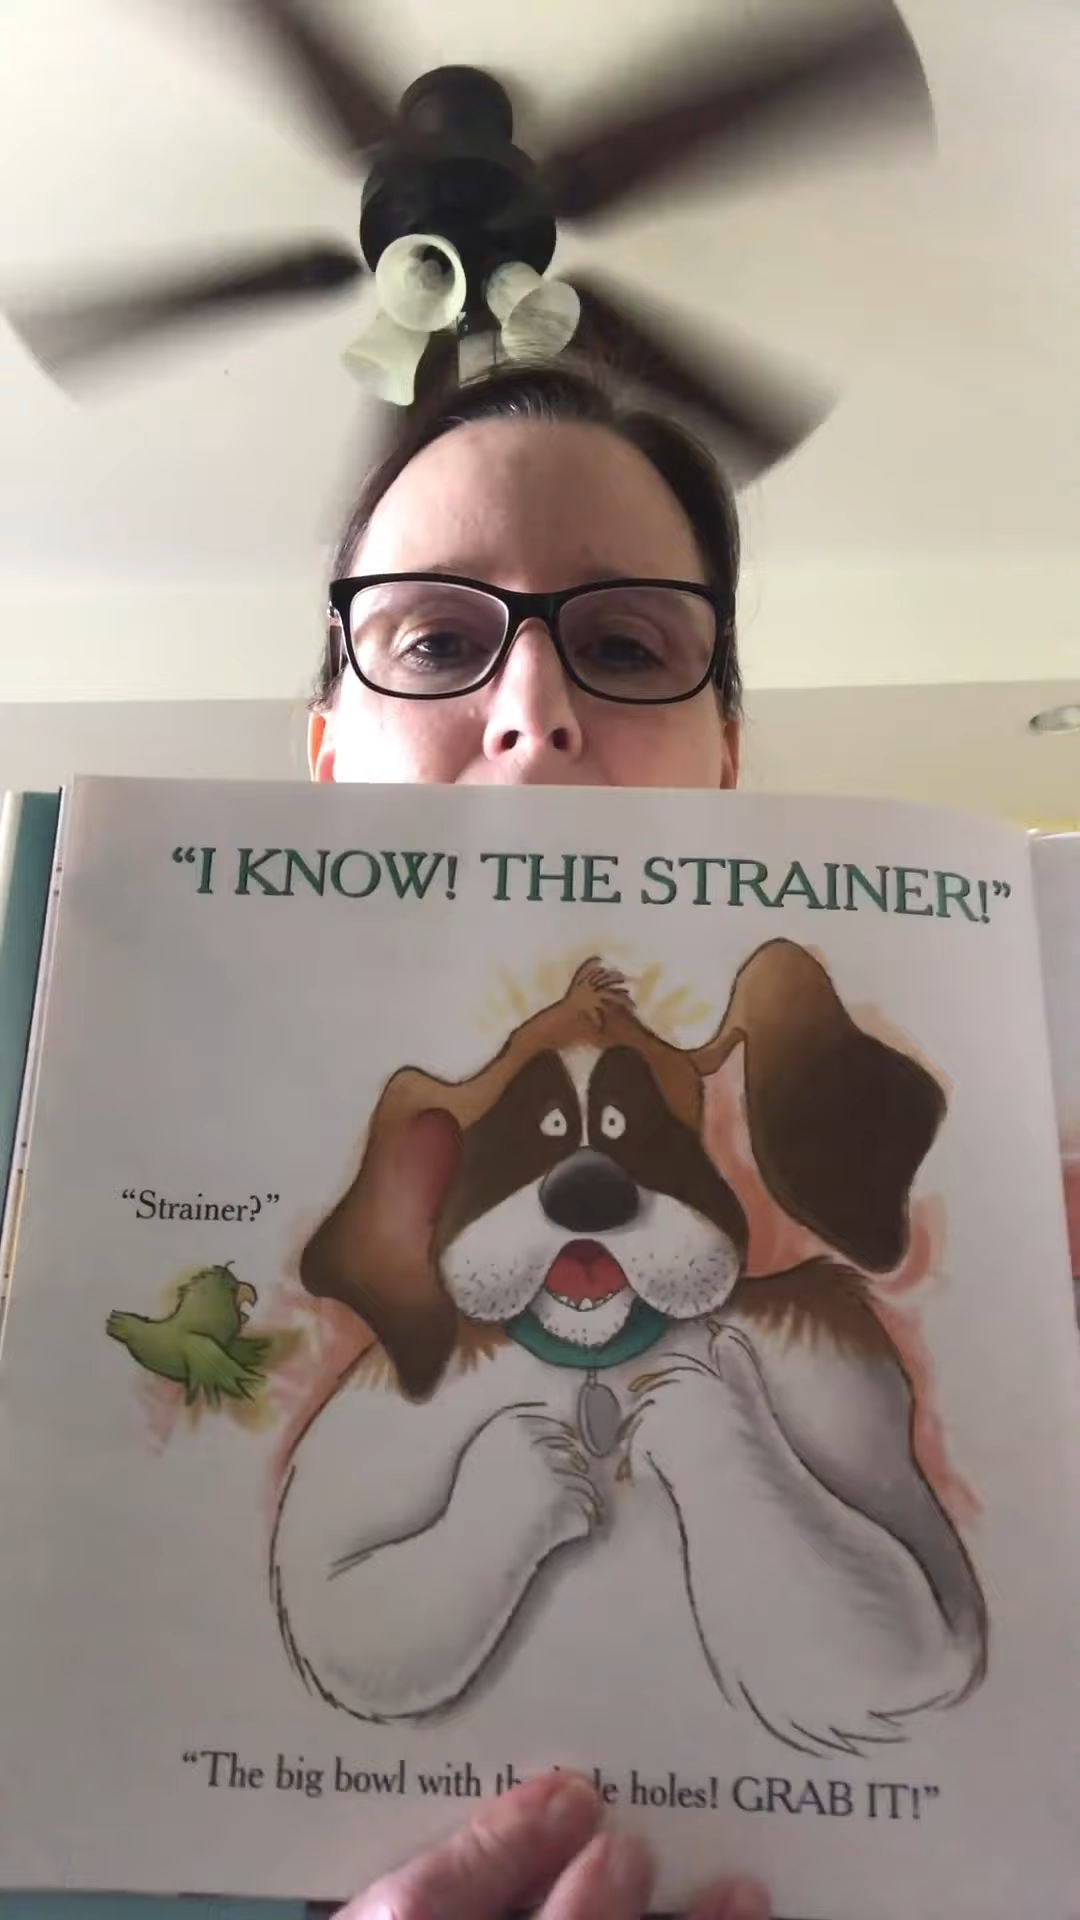 “I KNOW! THE STRAINER!”
“Strainer?”
“The big bowl with holes! GRAB IT!”